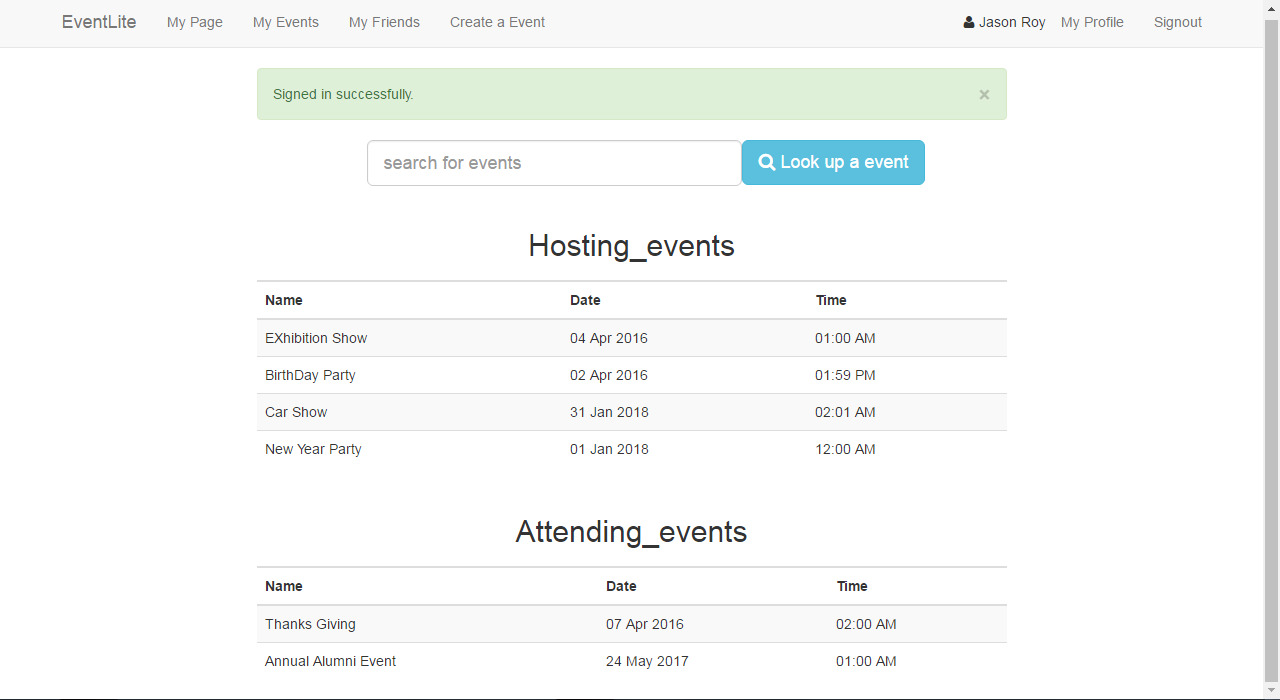 EventLite My Page My Events My Friends Create a Event Jason Roy My Profile Signout
Signed in successfully. ×
search for events Look up a event
Hosting_events
Name Date Time
EXhibition Show 04 Apr 2016 01:00 AM
BirthDay Party 02 Apr 2016 01:59 PM
Car Show 31 Jan 2018 02:01 AM
New Year Party 01 Jan 2018 12:00 AM
Attending_events
Name Date Time
Thanks Giving 07 Apr 2016 02:00 AM
Annual Alumni Event 24 May 2017 01:00 AM